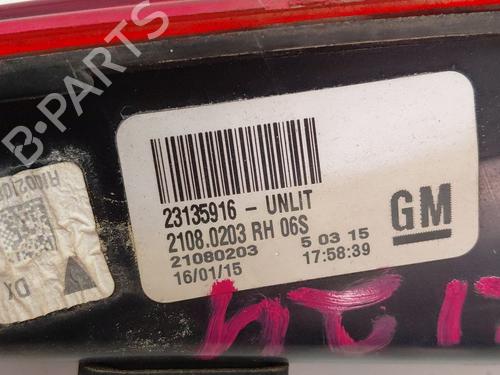 B-PARTS
23135916 - UNLIT
2108.0203 RH 06S
21080203 5 03 15
16/01/15 17:58:39
GM
DX